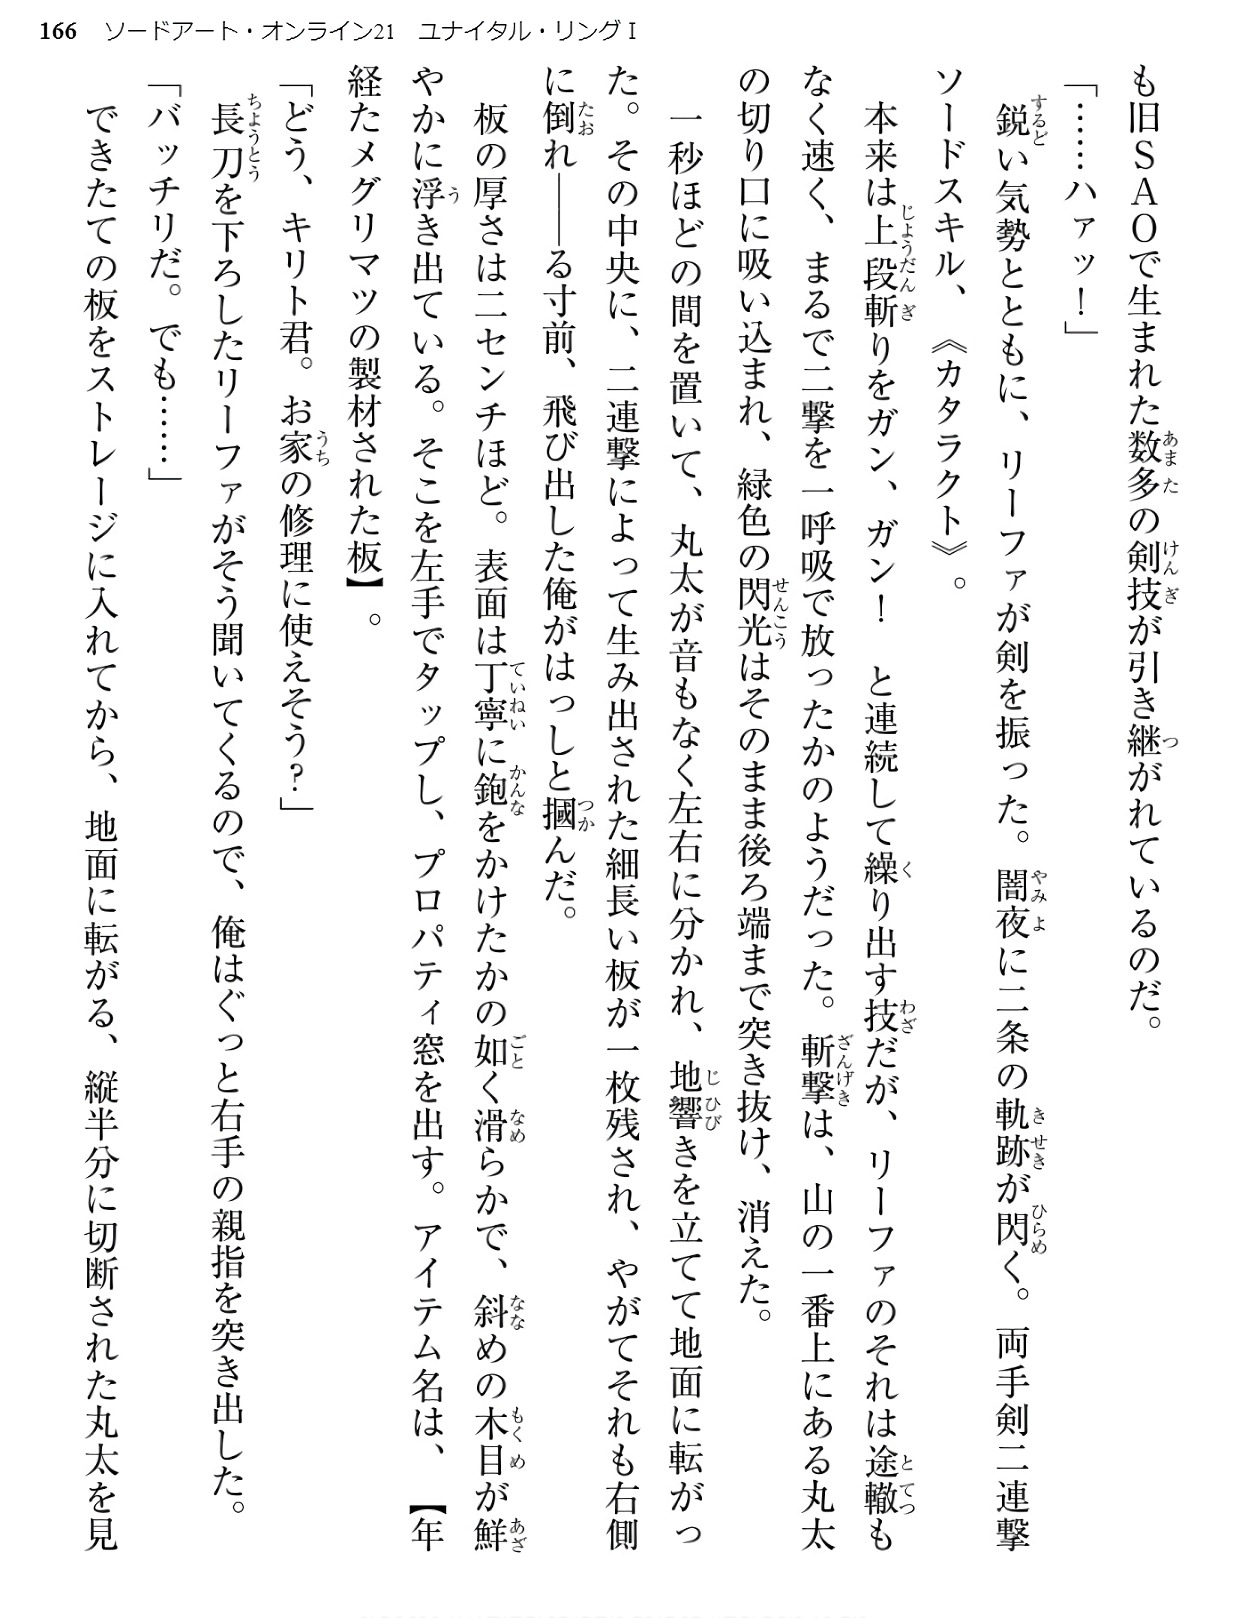 166 ソードアート・オンライン21 ユナイタル・リングⅠ
も旧ＳＡＯで生まれた数多の剣技が引き継がれているのだ。
「……ハァッ！」
　鋭い気勢とともに、リーファが剣を振った。闇夜に二条の軌跡が閃く。両手剣二連撃
ソードスキル、《カタラクト》。
　本来は上段斬りをガン、ガン！　と連続して繰り出す技だが、リーファのそれは途轍も
なく速く、まるで二撃を一呼吸で放ったかのようだった。斬撃は、山の一番上にある丸太
の切り口に吸い込まれ、緑色の閃光はそのまま後ろ端まで突き抜け、消えた。
　一秒ほどの間を置いて、丸太が音もなく左右に分かれ、地響きを立てて地面に転がっ
た。その中央に、二連撃によって生み出された細長い板が一枚残され、やがてそれも右側
に倒れ――る寸前、飛び出した俺がはっしと摑んだ。
　板の厚さは二センチほど。表面は丁寧に鉋をかけたかの如く滑らかで、斜めの木目が鮮
やかに浮き出ている。そこを左手でタップし、プロパティ窓を出す。アイテム名は、【年
経たメグリマツの製材された板】。
「どう、キリト君。お家の修理に使えそう？」
　長刀を下ろしたリーファがそう聞いてくるので、俺はぐっと右手の親指を突き出した。
「バッチリだ。でも……」
　できたての板をストレージに入れてから、地面に転がる、縦半分に切断された丸太を見